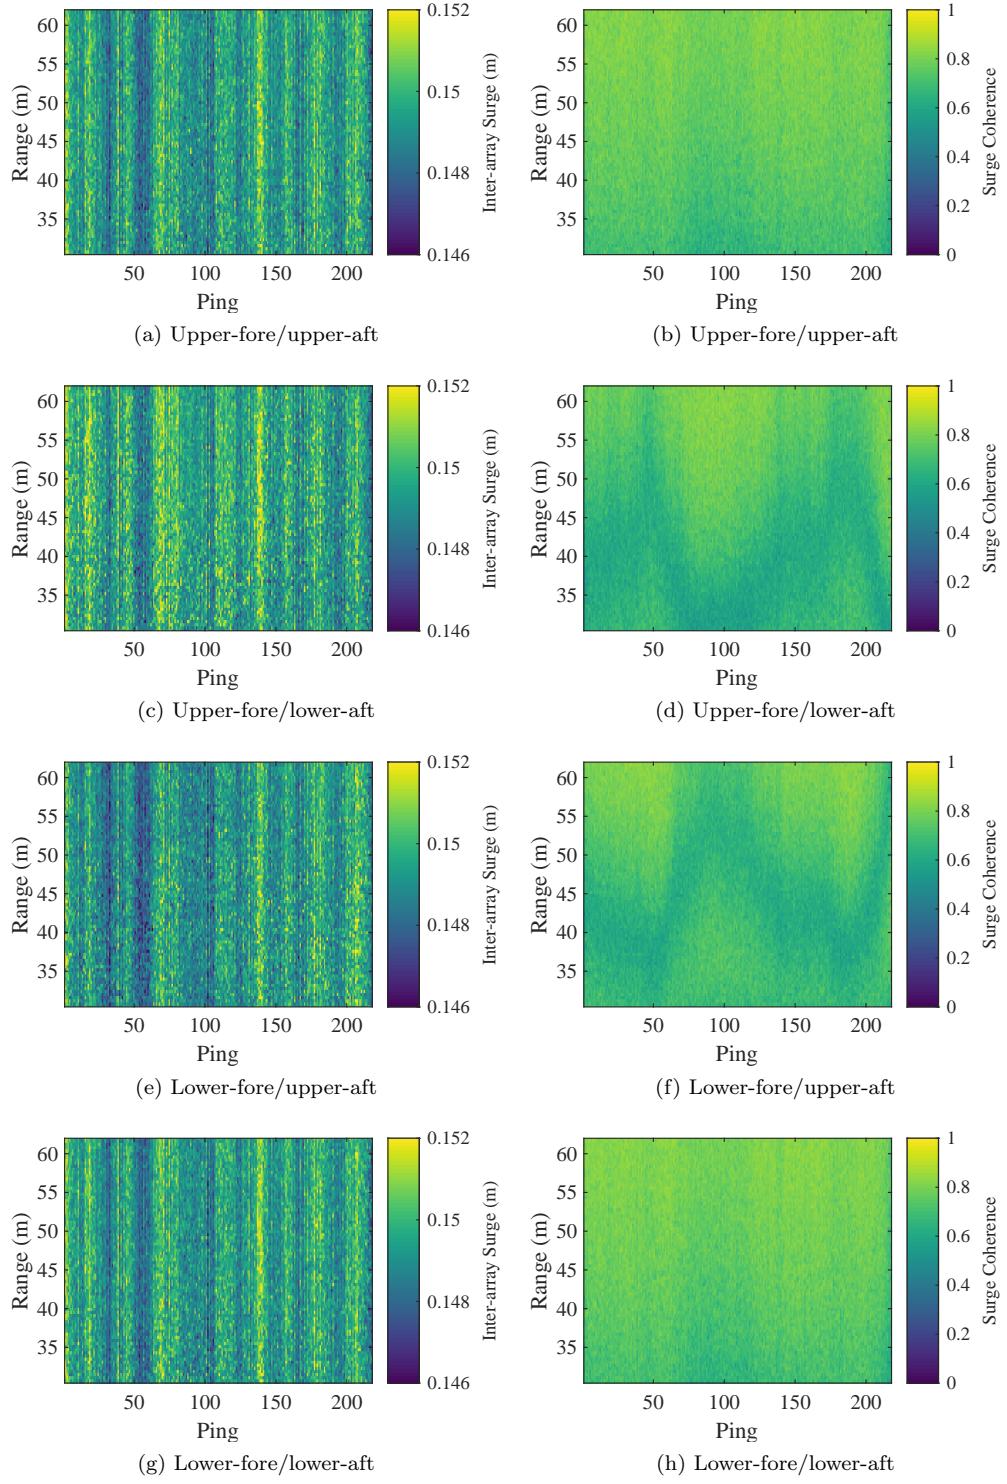 60
55
50
45
40
35
Range (m)
50 100 150 200
Ping
0.152
0.15
0.148
0.146
Inter-array Surge (m)
(a) Upper-fore/upper-aft
60
55
50
45
40
35
Range (m)
50 100 150 200
Ping
1
0.8
0.6
0.4
0.2
0
Surge Coherence
(b) Upper-fore/upper-aft
60
55
50
45
40
35
Range (m)
50 100 150 200
Ping
0.152
0.15
0.148
0.146
Inter-array Surge (m)
(c) Upper-fore/lower-aft
60
55
50
45
40
35
Range (m)
50 100 150 200
Ping
1
0.8
0.6
0.4
0.2
0
Surge Coherence
(d) Upper-fore/lower-aft
60
55
50
45
40
35
Range (m)
50 100 150 200
Ping
0.152
0.15
0.148
0.146
Inter-array Surge (m)
(e) Lower-fore/upper-aft
60
55
50
45
40
35
Range (m)
50 100 150 200
Ping
1
0.8
0.6
0.4
0.2
0
Surge Coherence
(f) Lower-fore/upper-aft
60
55
50
45
40
35
Range (m)
50 100 150 200
Ping
0.152
0.15
0.148
0.146
Inter-array Surge (m)
(g) Lower-fore/lower-aft
60
55
50
45
40
35
Range (m)
50 100 150 200
Ping
1
0.8
0.6
0.4
0.2
0
Surge Coherence
(h) Lower-fore/lower-aft